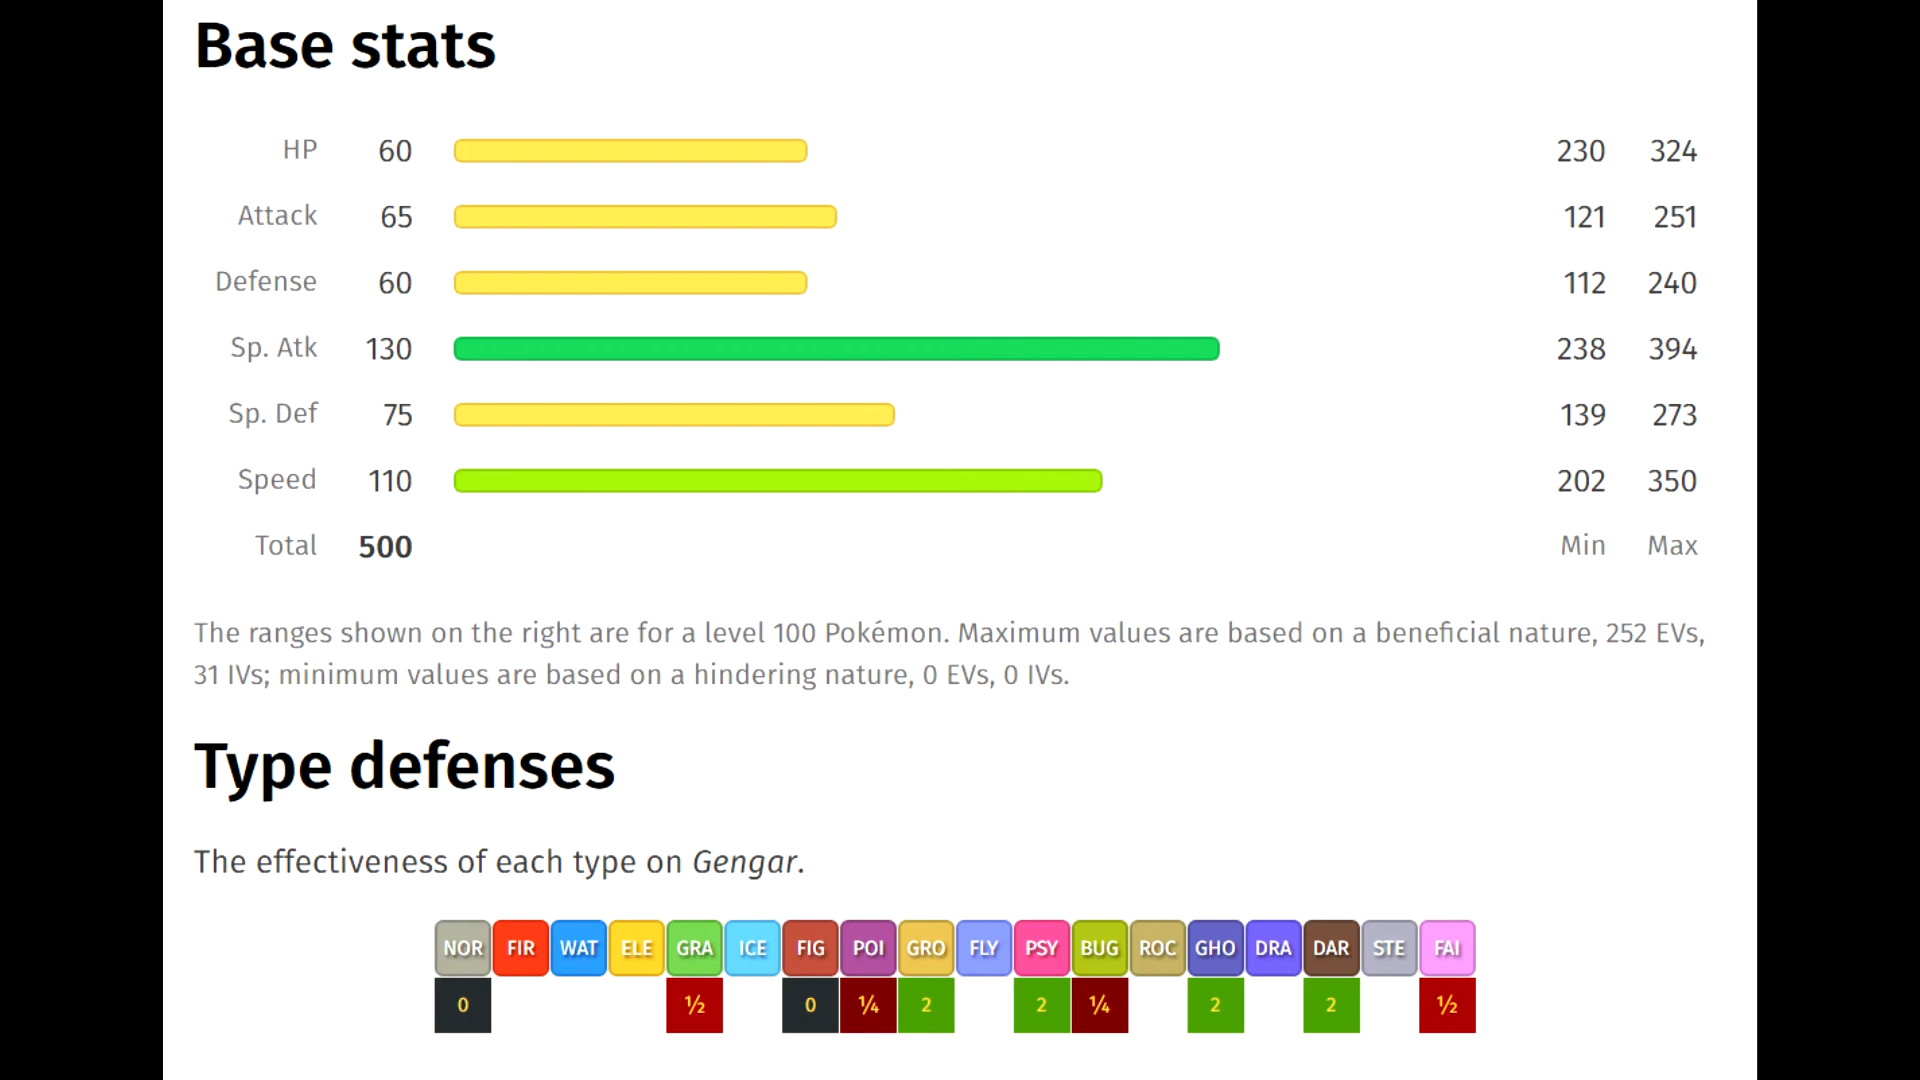 Base stats
HP 60 230 324
Attack 65 121 251
Defense 60 112 240
Sp. Atk 130 238 394
Sp. Def 75 139 273
Speed 110 202 350
Total 500 Min Max
The ranges shown on the right are for a level 100 Pokémon. Maximum values are based on a beneficial nature, 252 EVs,
31 IVs; minimum values are based on a hindering nature, 0 EVs, 0 IVs.
Type defenses
The effectiveness of each type on Gengar.
NOR FIR WAT ELE GRA ICE FIG POI GRO FLY PSY BUG ROC GHO DRA DAR STE FAI
0 ½ 0 ¼ 2 2 ¼ 2 2 ½